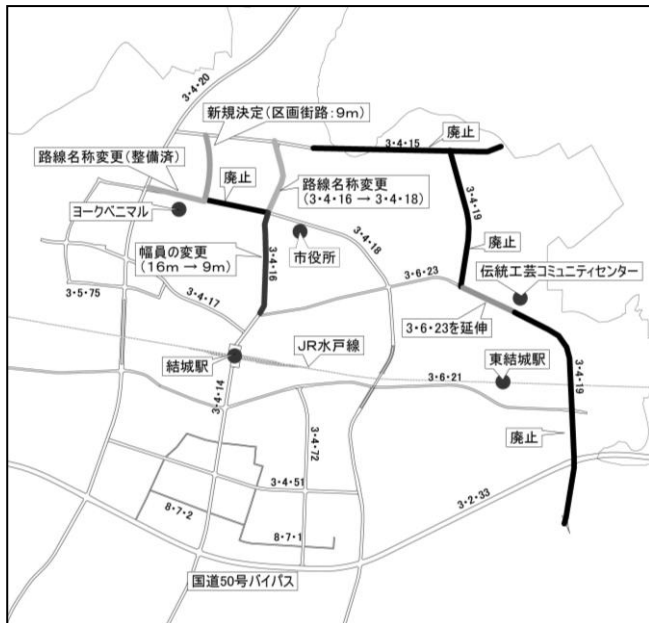 3・4・20
新規決定(区画街路:9m)
3・4・15
廃止
路線名称変更(整備済)
廃止
路線名称変更
(3・4・16 → 3・4・18)
3・4・19
ヨークベニマル
市役所
3・4・18
廃止
幅員の変更
(16m → 9m)
3・4・16
3・6・23
伝統工芸コミュニティセンター
3・5・75
3・4・17
3・6・23を延伸
JR水戸線
結城駅
東結城駅
3・4・19
3・6・21
3・4・14
廃止
3・4・72
3・4・51
3・2・33
8・7・2
8・7・1
国道50号バイパス